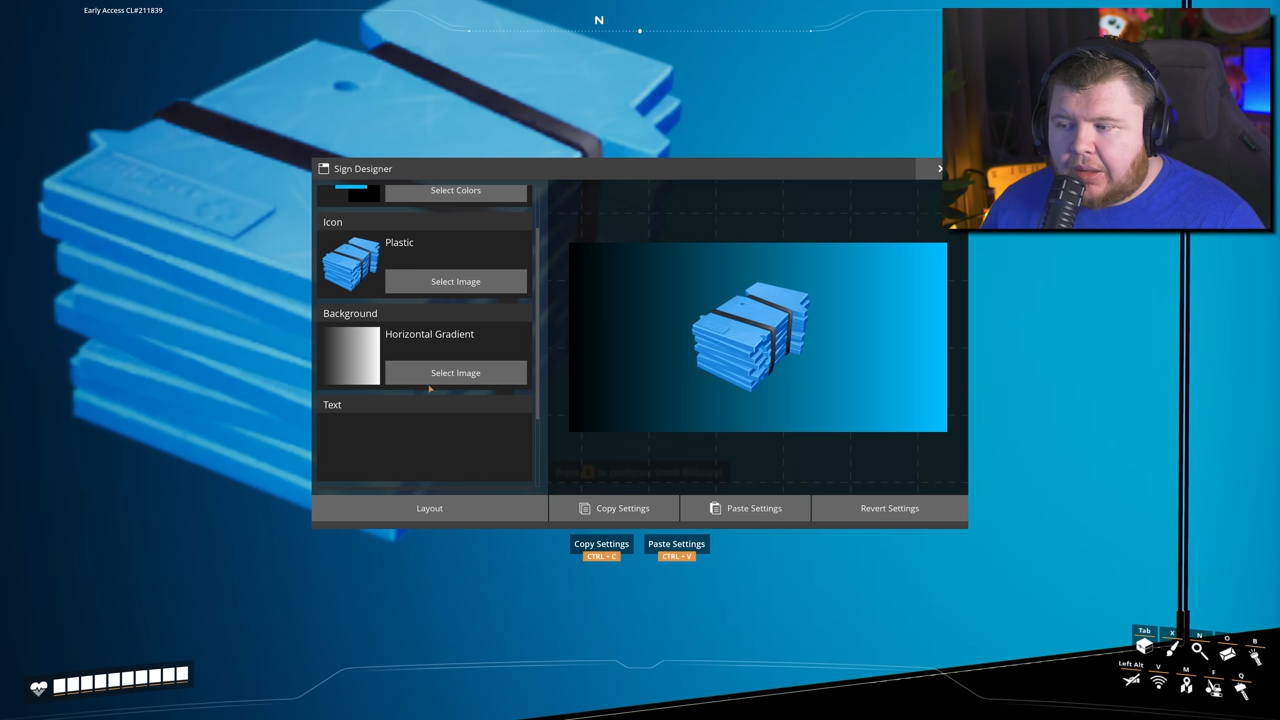 Early Access CL#211839
N
Sign Designer
Select Colors
Icon
Plastic
Select Image
Background
Horizontal Gradient
Select Image
Text
Layout
Copy Settings
Paste Settings
Revert Settings
Copy Settings
CTRL + C
Paste Settings
CTRL + V
Tab
X
N
O
B
Left Alt
V
M
F
Q